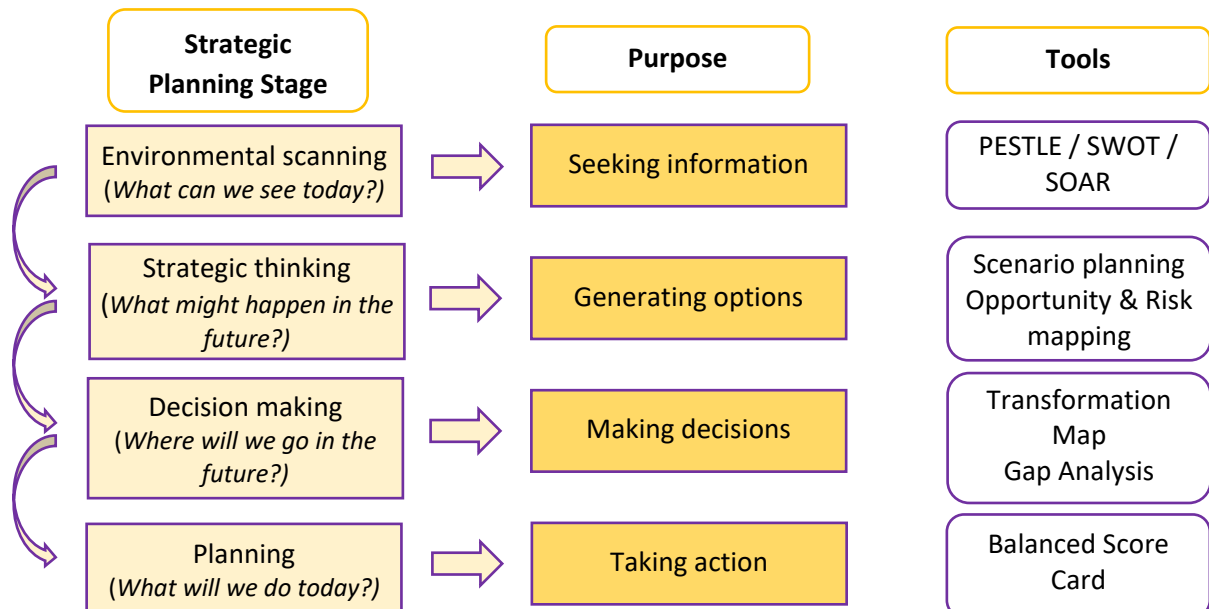 Strategic
Planning Stage
Purpose
Tools
Environmental scanning
(What can we see today?)
Seeking information
PESTLE / SWOT /
SOAR
Strategic thinking
(What might happen in the
future?)
Generating options
Scenario planning
Opportunity & Risk
mapping
Decision making
(Where will we go in the
future?)
Making decisions
Transformation
Map
Gap Analysis
Planning
(What will we do today?)
Taking action
Balanced Score
Card